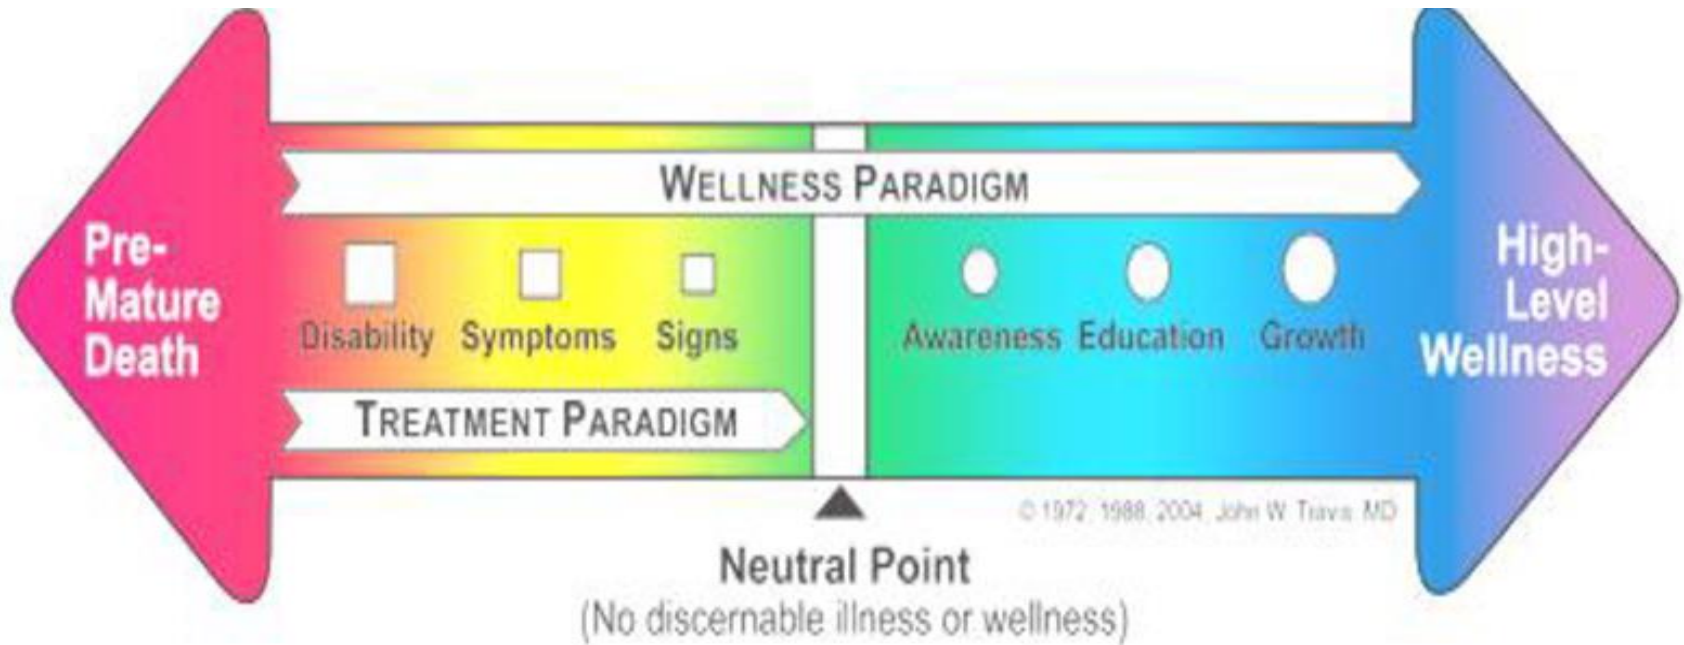 WELLNESS PARADIGM
Pre-
Mature
Death
High-
Level
Wellness
Disability Symptoms Signs Awareness Education Growth
TREATMENT PARADIGM
© 1972, 1988, 2004, John W. Travis, MD
Neutral Point
(No discernable illness or wellness)